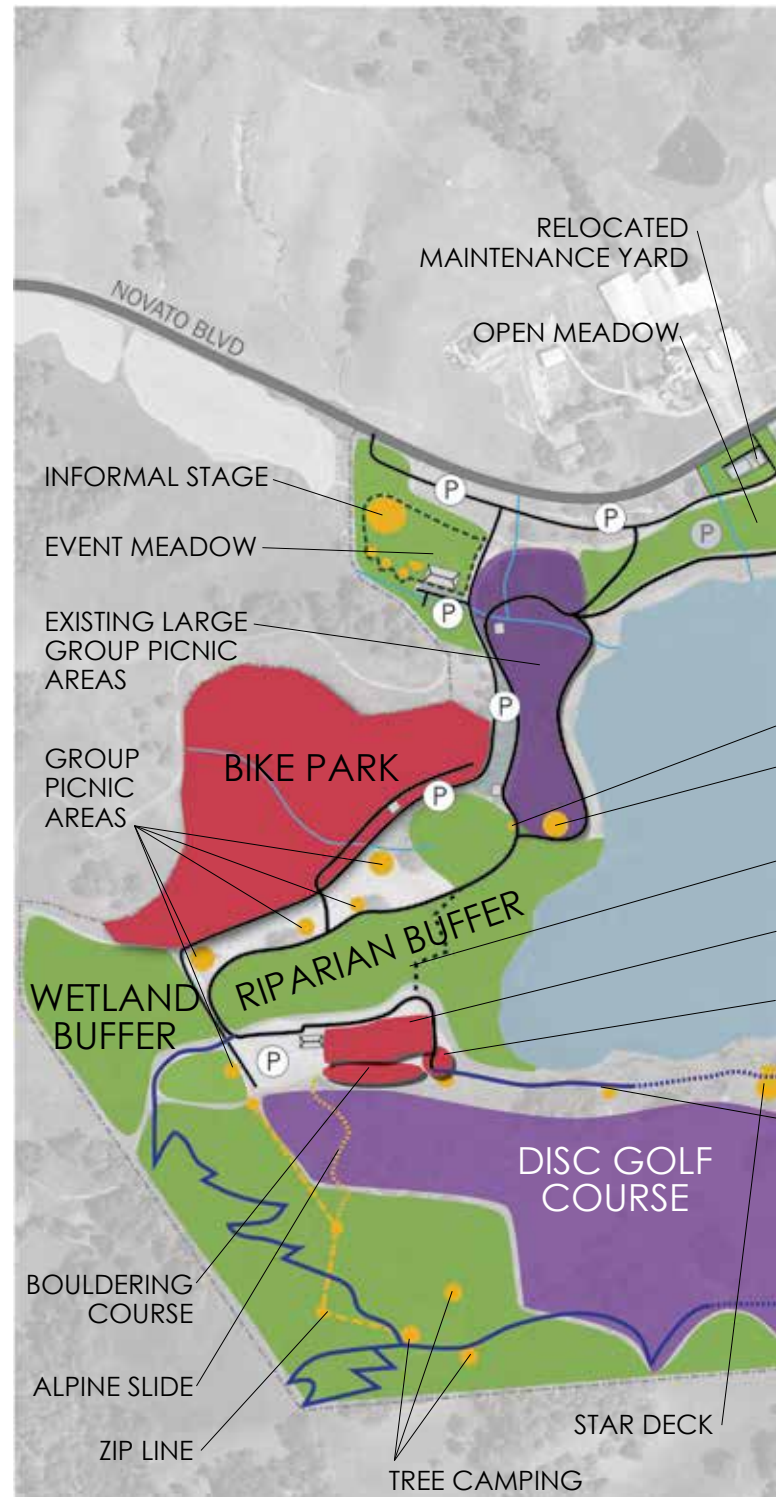 RELOCATED
MAINTENANCE YARD
NOVATO BLVD
OPEN MEADOW
INFORMAL STAGE
P
P
EVENT MEADOW
P
P
EXISTING LARGE
GROUP PICNIC
AREAS
P
GROUP
PICNIC
AREAS
BIKE PARK
P
RIPARIAN BUFFER
WETLAND
BUFFER
P
DISC GOLF
COURSE
BOULDERING
COURSE
ALPINE SLIDE
STAR DECK
ZIP LINE
TREE CAMPING